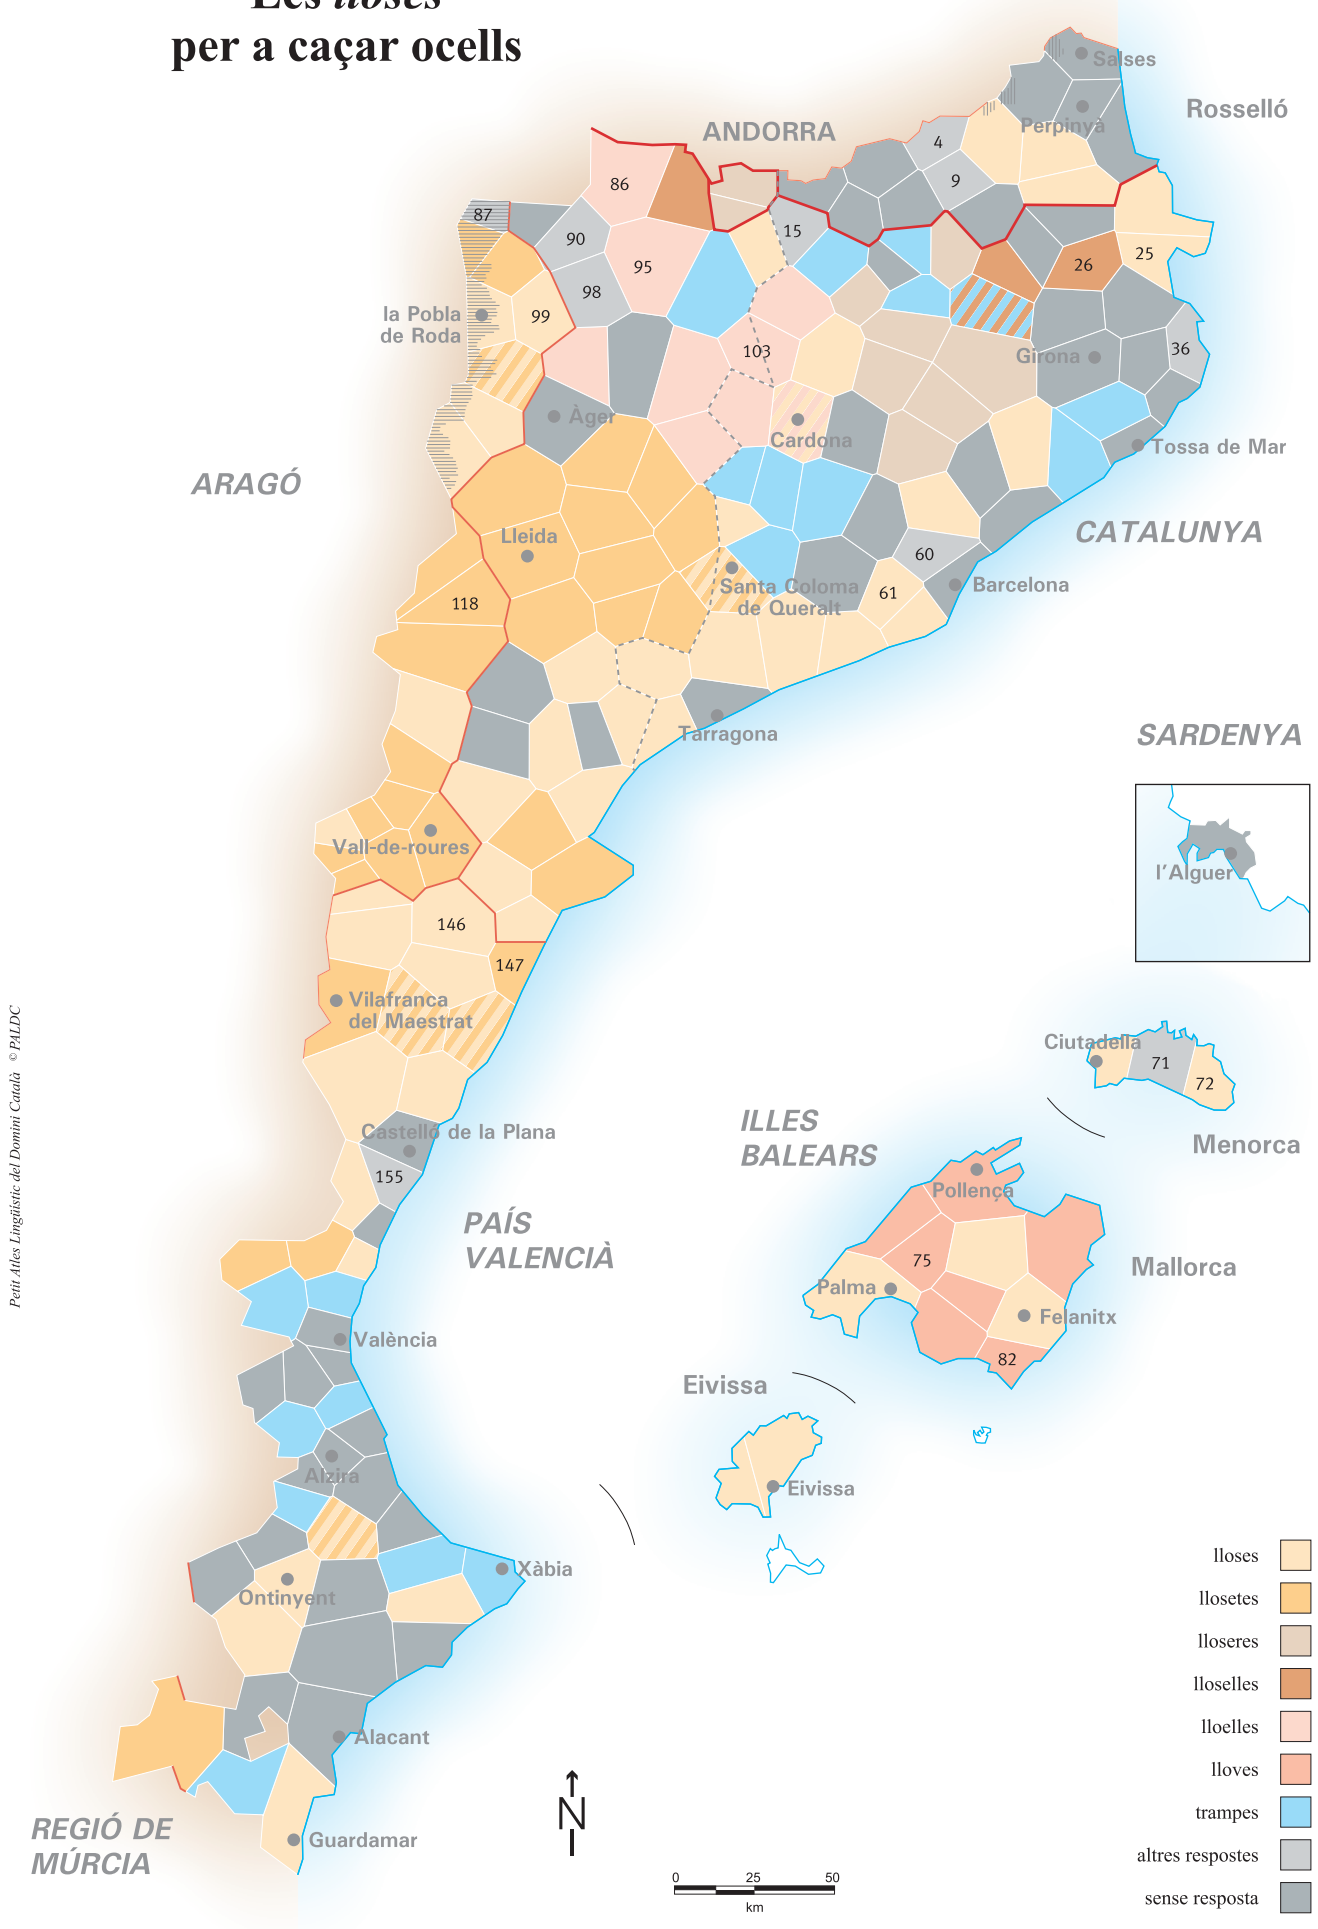 Les lloses
per a caçar ocells
Salses
Rosselló
Perpinyà
ANDORRA
4
9
86
87
15
90
95
25
26
98
99
la Pobla
de Roda
103
Girona
36
Àger
Cardona
Tossa de Mar
ARAGÓ
CATALUNYA
Lleida
60
Santa Coloma
de Queralt
Barcelona
61
118
Tarragona
SARDENYA
Vall-de-roures
l'Alguer
146
147
Vilafranca
del Maestrat
Ciutadella
71
72
Menorca
ILLES
BALEARS
Castelló de la Plana
155
Pollença
PAÍS
VALENCIÀ
75
Mallorca
Palma
Felanitx
82
València
Eivissa
Eivissa
Alzira
Xàbia
Ontinyent
Alacant
REGIÓ DE
MÚRCIA
Guardamar
N
0 25 50
km
lloses
llosetes
lloseres
lloselles
lloelles
lloves
trampes
altres respostes
sense resposta
Petit Atles Lingüístic del Domini Català © PALDC